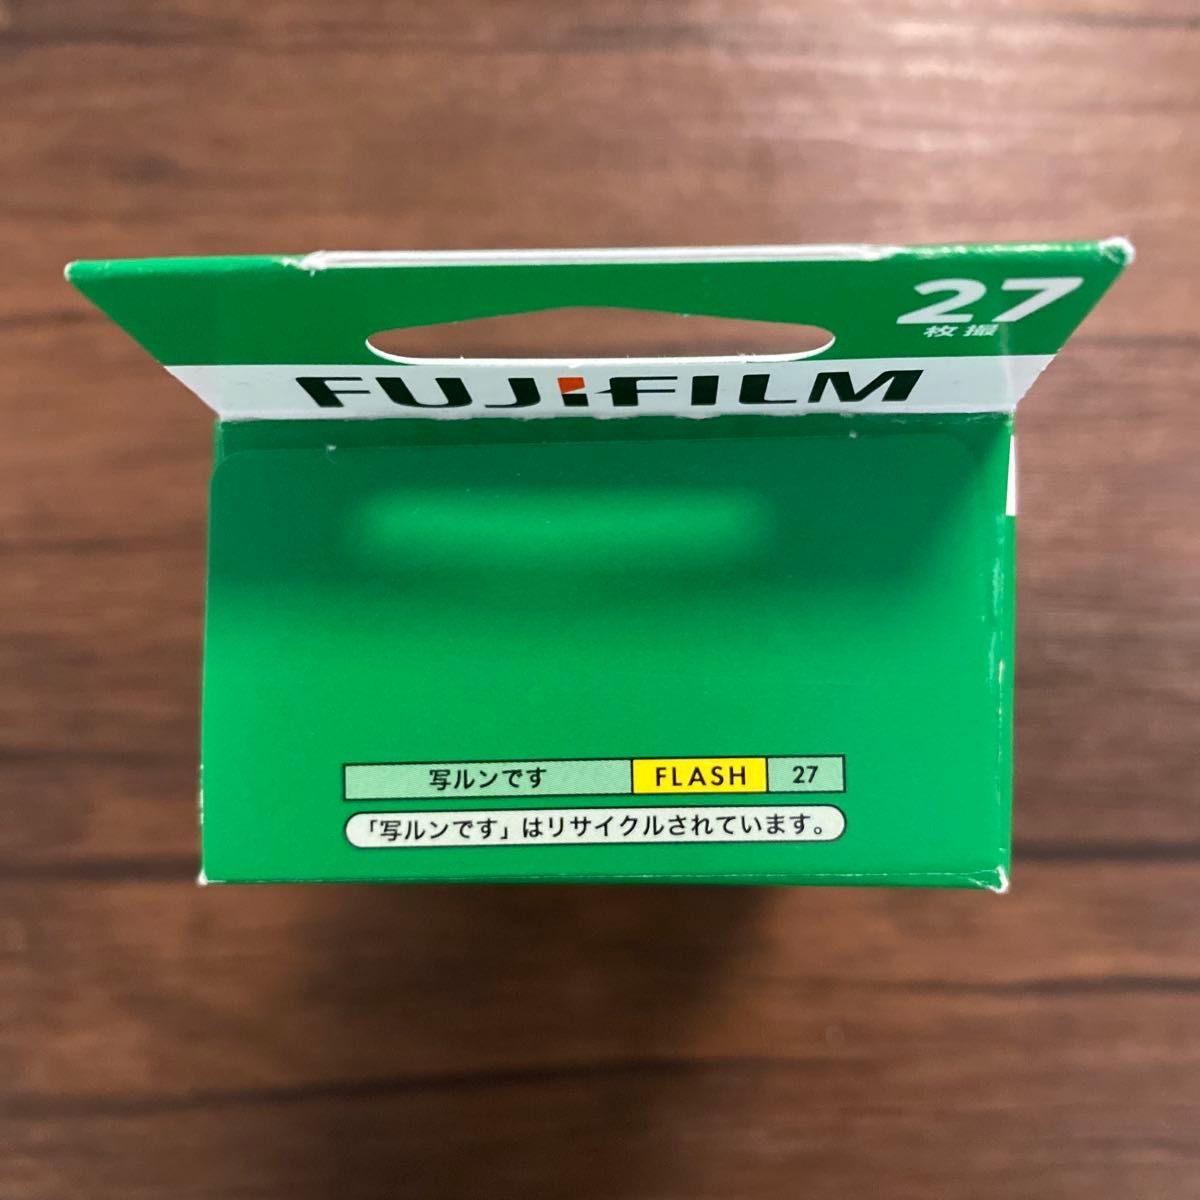 27
枚撮
FUJIFILM
写ルンです FLASH 27
「写ルンです」はリサイクルされています。